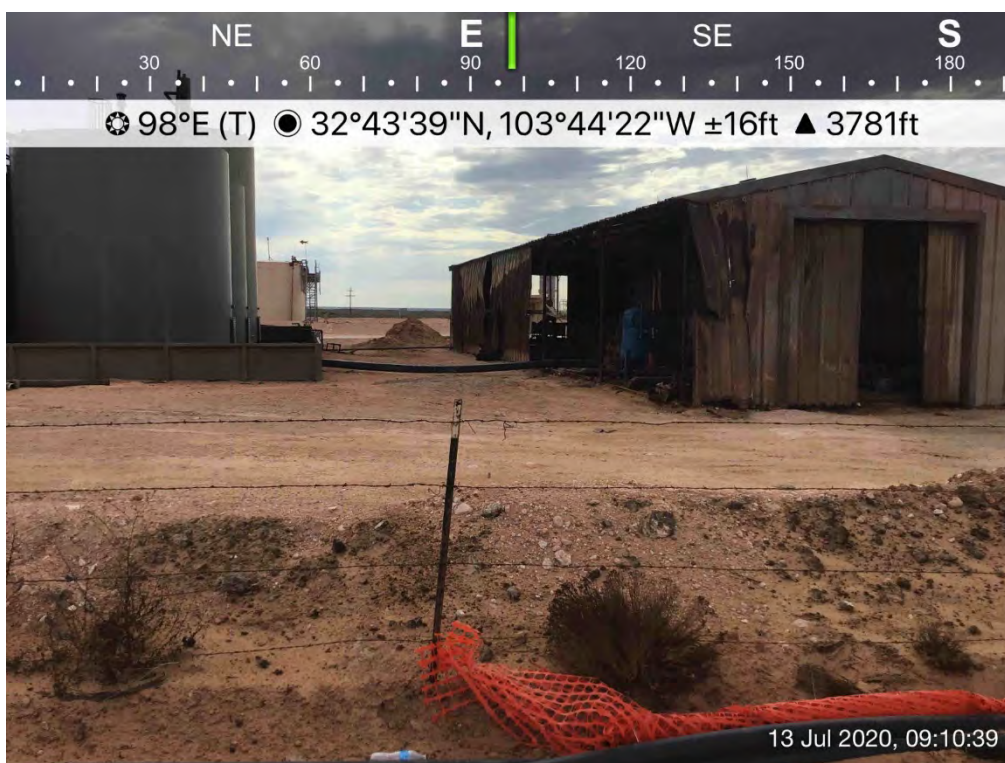 NE E SE S
30 60 90 120 150 180
98°E (T) 32°43'39"N, 103°44'22"W ±16ft ▲ 3781ft
13 Jul 2020, 09:10:39